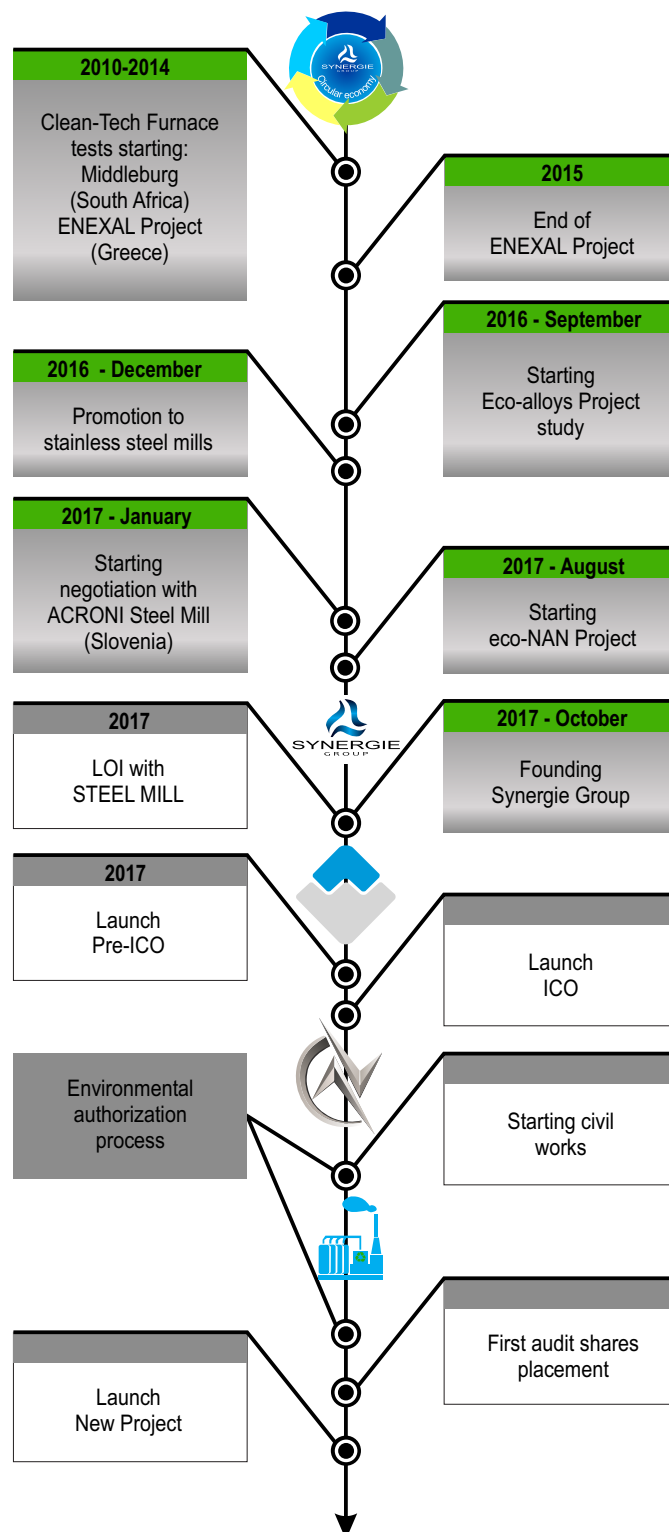 SYNERGIE
GROUP
Circular economy
2010-2014
Clean-Tech Furnace
tests starting:
Middleburg
(South Africa)
ENEXAL Project
(Greece)
2015
End of
ENEXAL Project
2016 - September
Starting
Eco-alloys Project
study
2016 - December
Promotion to
stainless steel mills
2017 - January
Starting
negotiation with
ACRONI Steel Mill
(Slovenia)
2017 - August
Starting
eco-NAN Project
2017
LOI with
STEEL MILL
SYNERGIE
GROUP
2017 - October
Founding
Synergie Group
2017
Launch
Pre-ICO
Launch
ICO
Environmental
authorization
process
Starting civil
works
First audit shares
placement
Launch
New Project